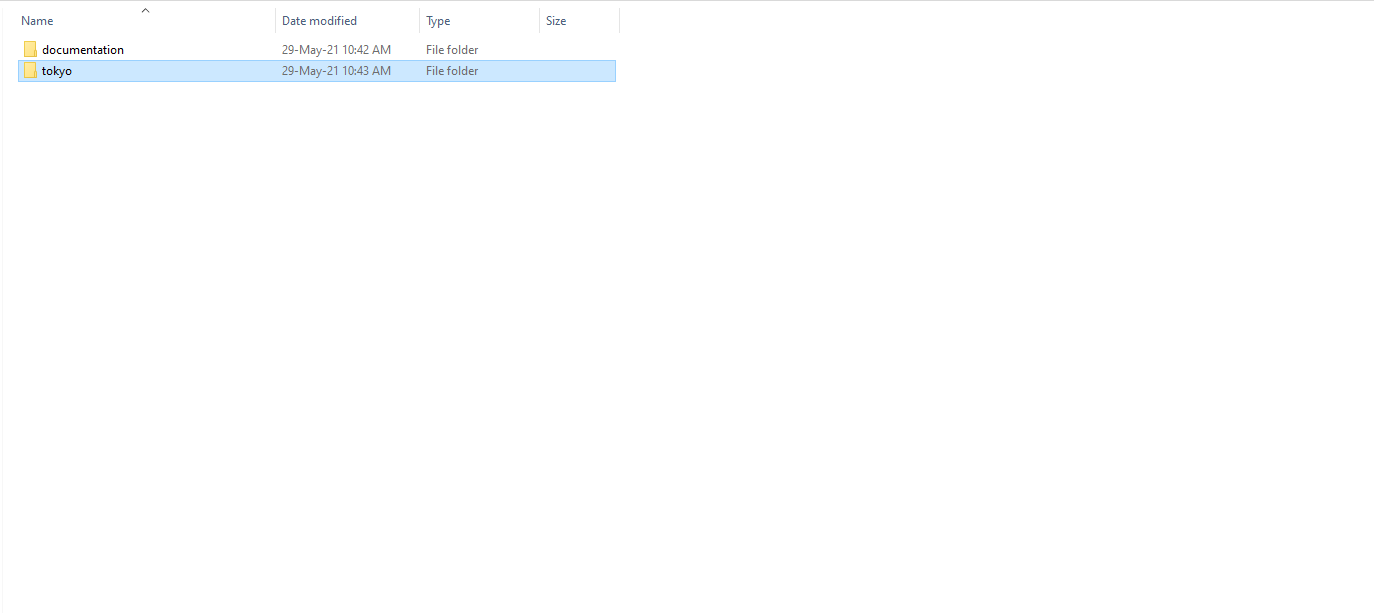 Name Date modified Type Size
documentation 29-May-21 10:42 AM File folder
tokyo 29-May-21 10:43 AM File folder